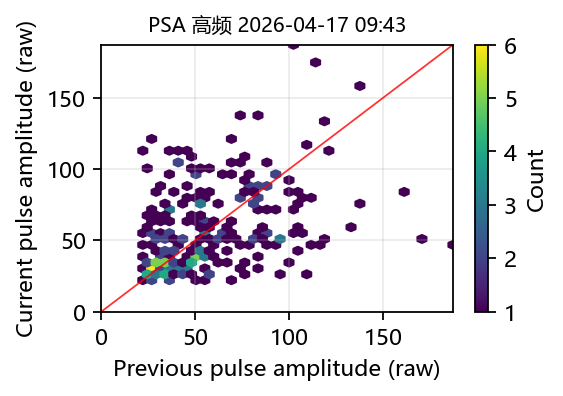 PSA 高频 2026-04-17 09:43
Current pulse amplitude (raw)
150
100
50
0
0 50 100 150
Previous pulse amplitude (raw)
6
5
4
3
2
1
Count